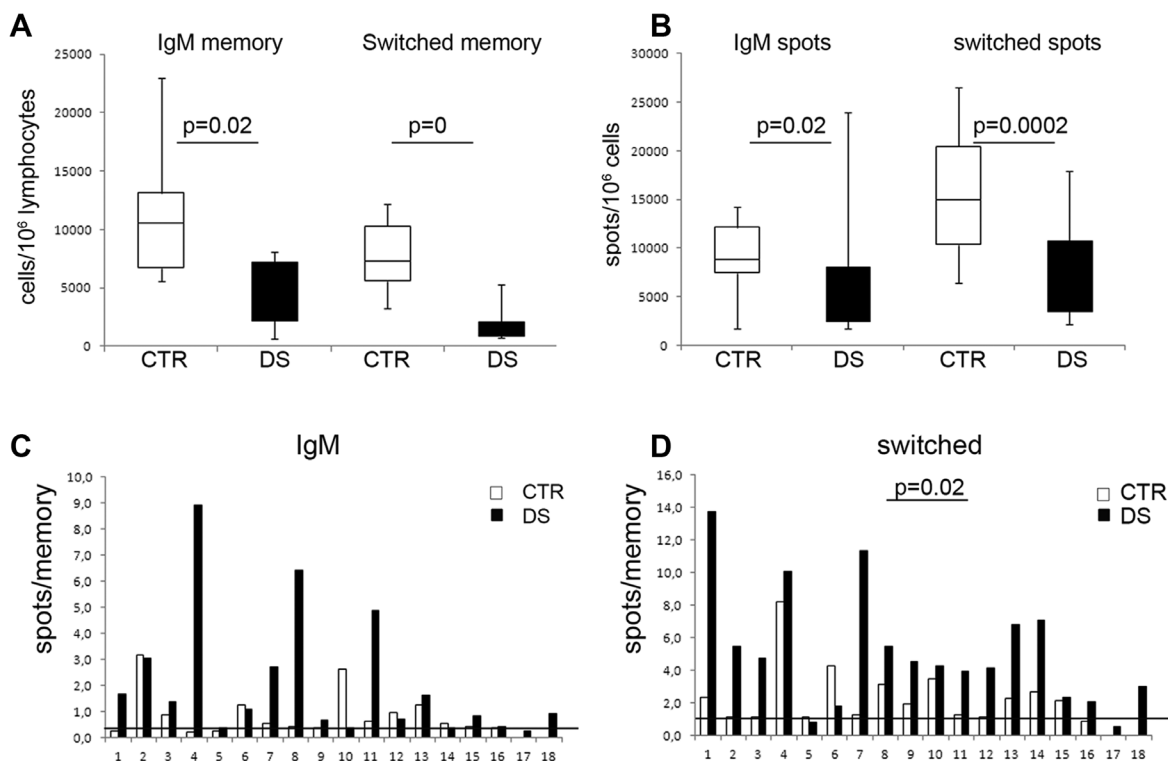 A
IgM memory Switched memory
cells/10⁶ lymphocytes
25000
20000
15000
10000
5000
0
p=0.02 p=0
CTR DS CTR DS
B
IgM spots switched spots
spots/10⁶ cells
30000
25000
20000
15000
10000
5000
0
p=0.02 p=0.0002
CTR DS CTR DS
C
IgM
spots/memory
10,0
9,0
8,0
7,0
6,0
5,0
4,0
3,0
2,0
1,0
0,0
CTR
DS
1 2 3 4 5 6 7 8 9 10 11 12 13 14 15 16 17 18
D
switched
spots/memory
16,0
14,0
12,0
10,0
8,0
6,0
4,0
2,0
0,0
p=0.02
CTR
DS
1 2 3 4 5 6 7 8 9 10 11 12 13 14 15 16 17 18